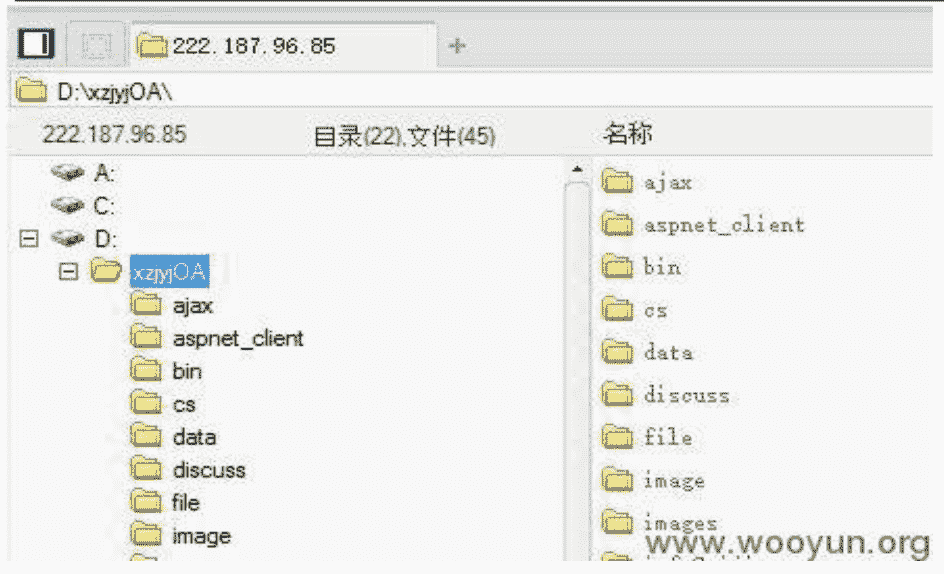 222.187.96.85
D:\xzjyjOA\
222.187.96.85 目录(22),文件(45) 名称
A:
C:
D:
xzjyjOA
ajax
aspnet_client
bin
cs
data
discuss
file
image
ajax
aspnet_client
bin
cs
data
discuss
file
image
images
www.wooyun.org